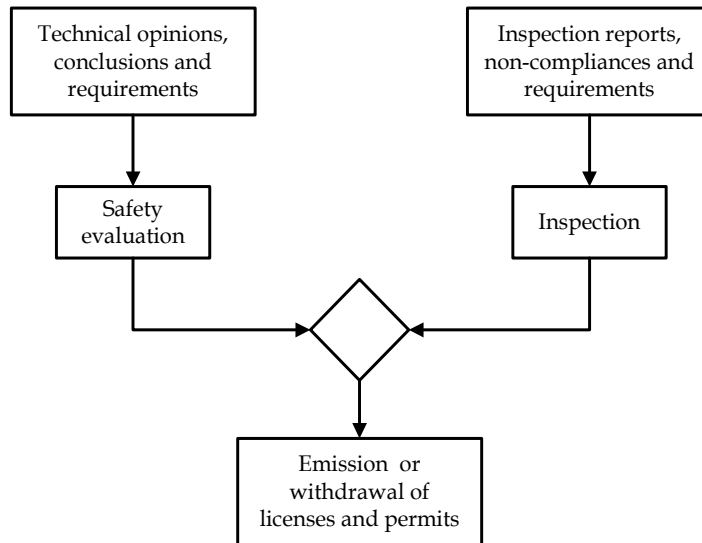 Technical opinions,
conclusions and
requirements
Inspection reports,
non-compliances and
requirements
Safety
evaluation
Inspection
Emission or
withdrawal of
licenses and permits